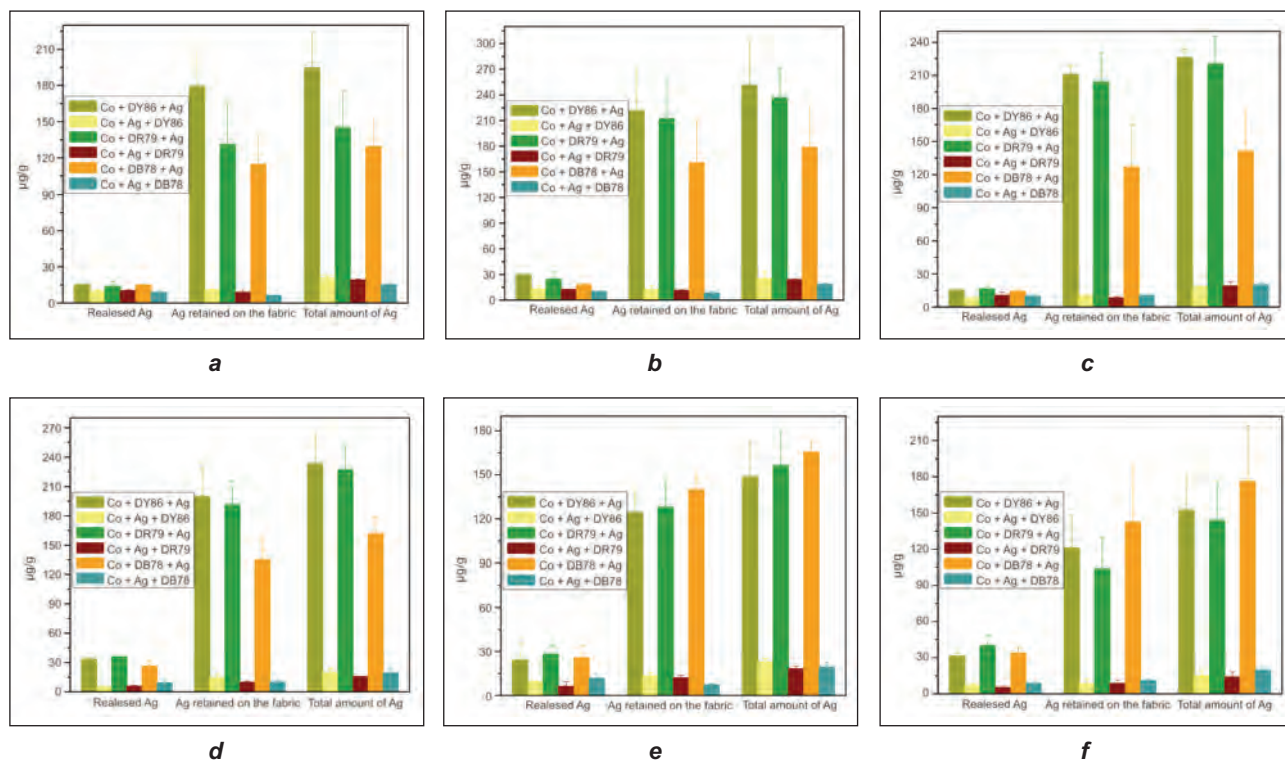 µg/g
210
180
150
120
90
60
30
0
Co + DY86 + Ag
Co + Ag + DY86
Co + DR79 + Ag
Co + Ag + DR79
Co + DB78 + Ag
Co + Ag + DB78
Realesed Ag Ag retained on the fabric Total amount of Ag
a
µg/g
300
270
240
210
180
150
120
90
60
30
0
Co + DY86 + Ag
Co + Ag + DY86
Co + DR79 + Ag
Co + Ag + DR79
Co + DB78 + Ag
Co + Ag + DB78
Realesed Ag Ag retained on the fabric Total amount of Ag
b
µg/g
240
210
180
150
120
90
60
30
0
Co + DY86 + Ag
Co + Ag + DY86
Co + DR79 + Ag
Co + Ag + DR79
Co + DB78 + Ag
Co + Ag + DB78
Realesed Ag Ag retained on the fabric Total amount of Ag
c
µg/g
270
240
210
180
150
120
90
60
30
0
Co + DY86 + Ag
Co + Ag + DY86
Co + DR79 + Ag
Co + Ag + DR79
Co + DB78 + Ag
Co + Ag + DB78
Realesed Ag Ag retained on the fabric Total amount of Ag
d
µg/g
180
150
120
90
60
30
0
Co + DY86 + Ag
Co + Ag + DY86
Co + DR79 + Ag
Co + Ag + DR79
Co + DB78 + Ag
Co + Ag + DB78
Realesed Ag Ag retained on the fabric Total amount of Ag
e
µg/g
210
180
150
120
90
60
30
0
Co + DY86 + Ag
Co + Ag + DY86
Co + DR79 + Ag
Co + Ag + DR79
Co + DB78 + Ag
Co + Ag + DB78
Realesed Ag Ag retained on the fabric Total amount of Ag
f